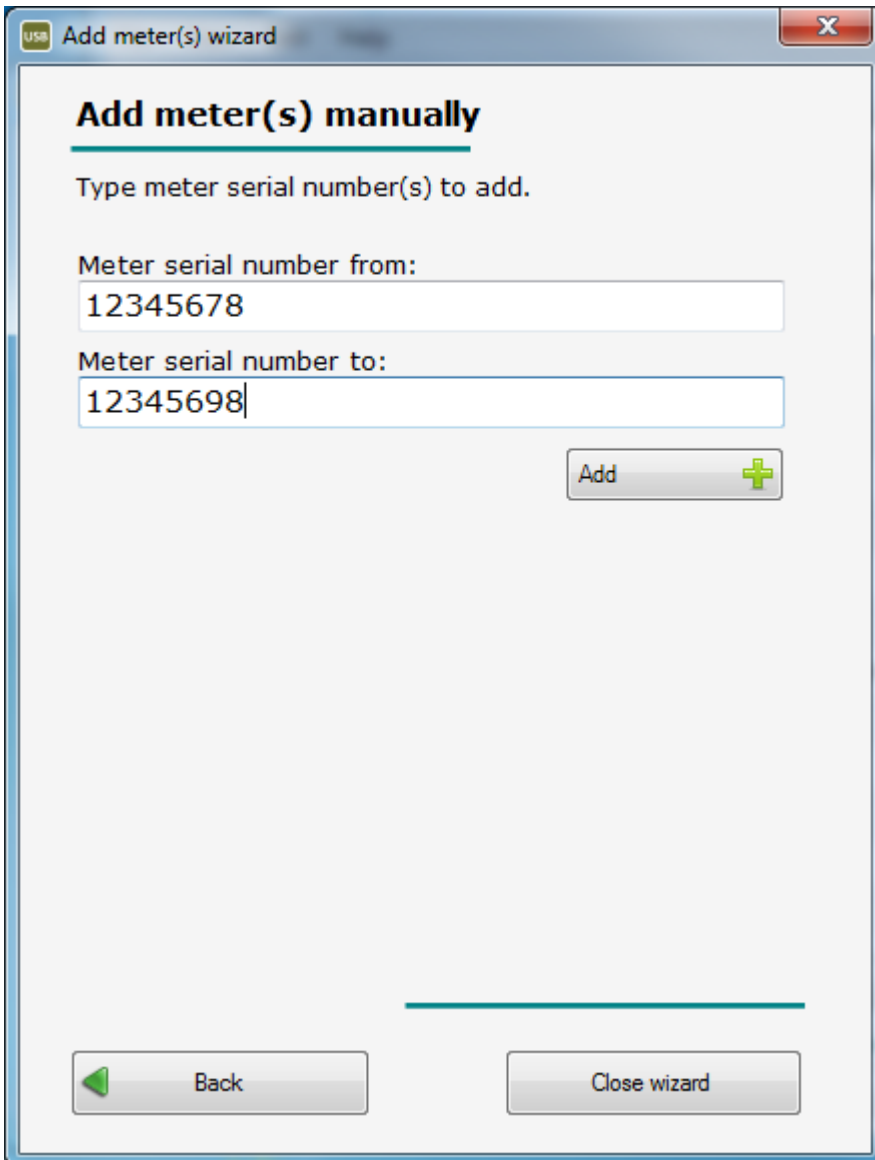 USB Add meter(s) wizard
Add meter(s) manually
Type meter serial number(s) to add.
Meter serial number from:
12345678
Meter serial number to:
12345698
Add
Back
Close wizard